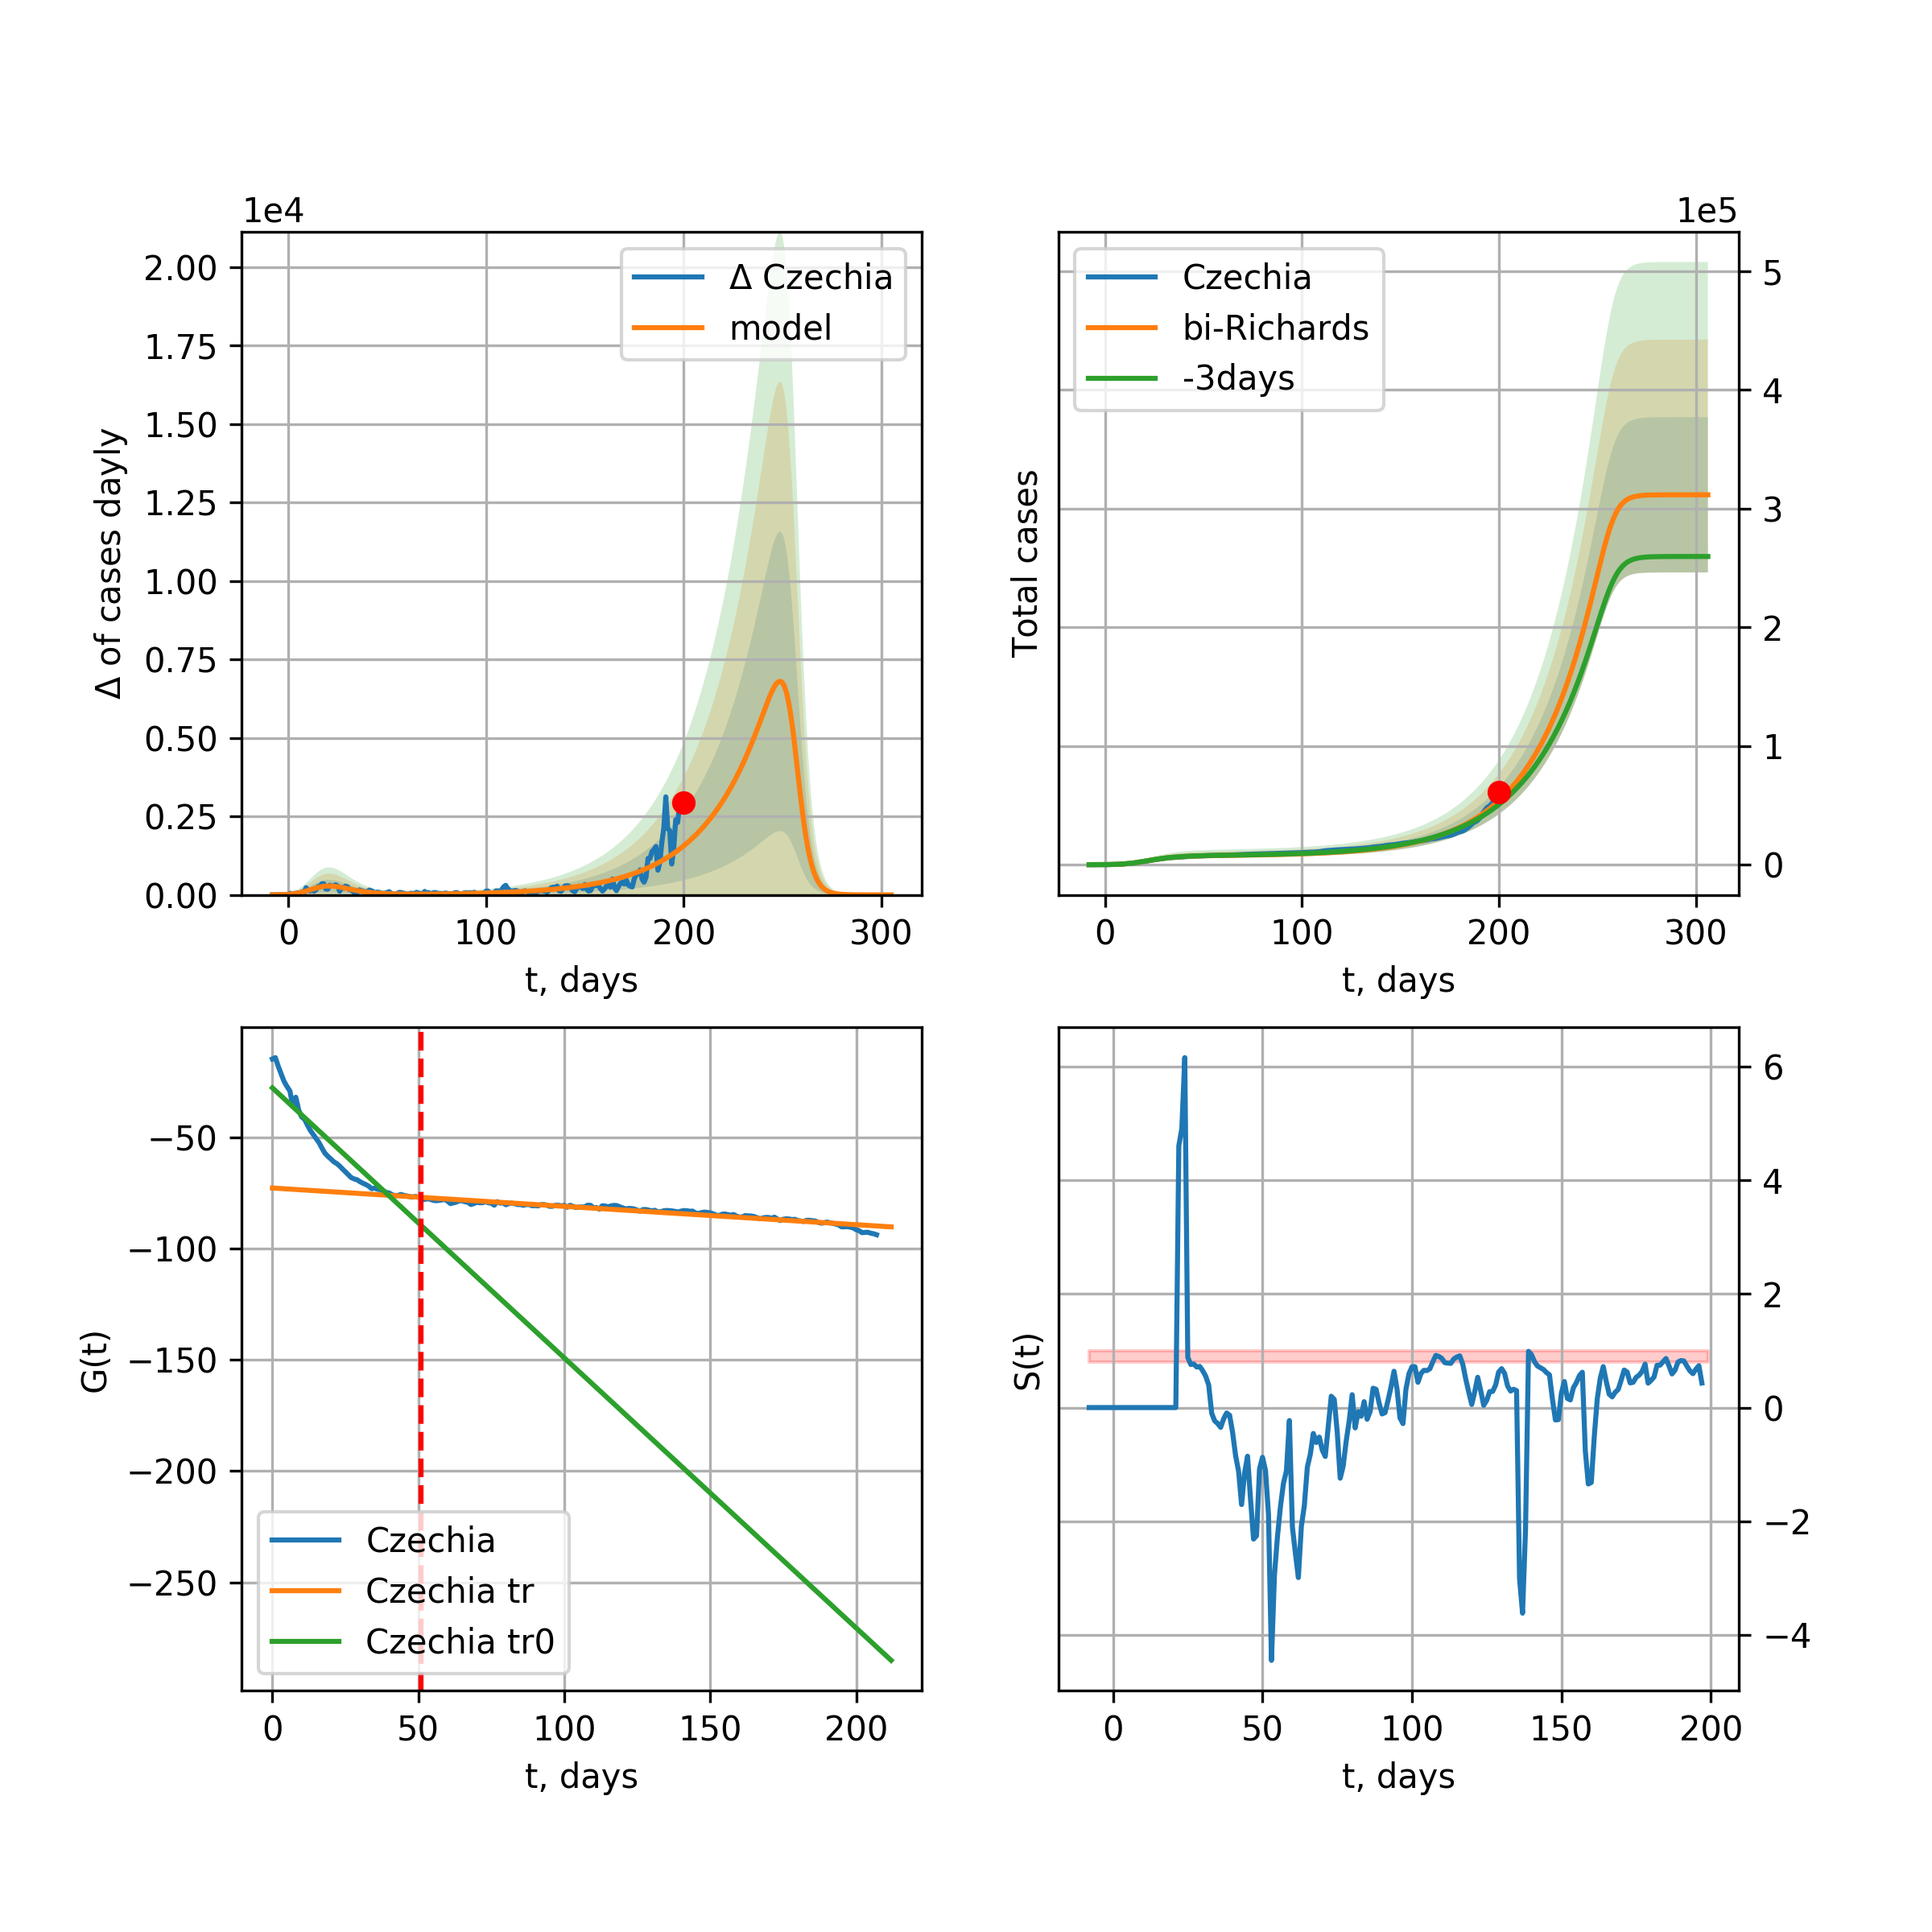 1e4
2.00
1.75
1.50
1.25
1.00
0.75
0.50
0.25
0.00
Δ of cases dayly
Δ Czechia
model
0 100 200 300
t, days
1e5
Czechia
bi-Richards
-3days
Total cases
5
4
3
2
1
0
0 100 200 300
t, days
−50
−100
−150
−200
−250
G(t)
Czechia
Czechia tr
Czechia tr0
0 50 100 150 200
t, days
S(t)
6
4
2
0
−2
−4
0 50 100 150 200
t, days